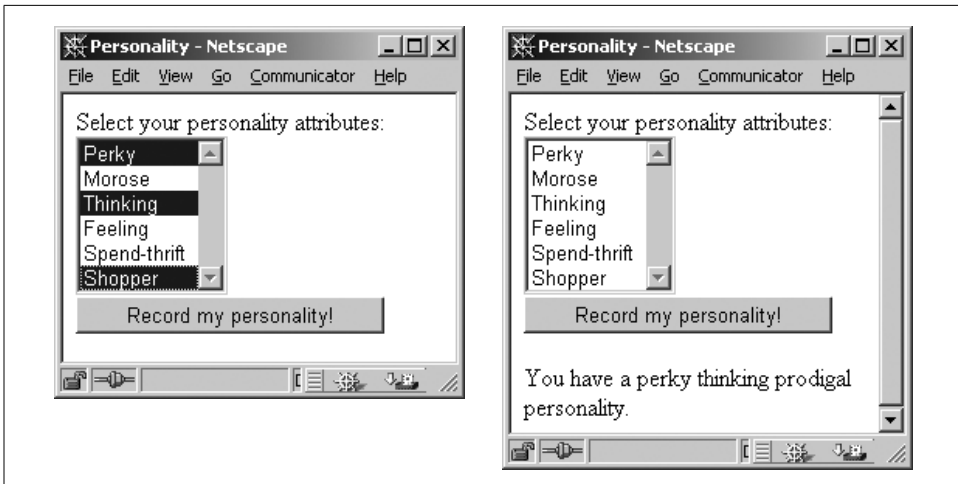 Personality - Netscape
File Edit View Go Communicator Help
Select your personality attributes:
Perky
Morose
Thinking
Feeling
Spend-thrift
Shopper
Record my personality!
Personality - Netscape
File Edit View Go Communicator Help
Select your personality attributes:
Perky
Morose
Thinking
Feeling
Spend-thrift
Shopper
Record my personality!
You have a perky thinking prodigal
personality.